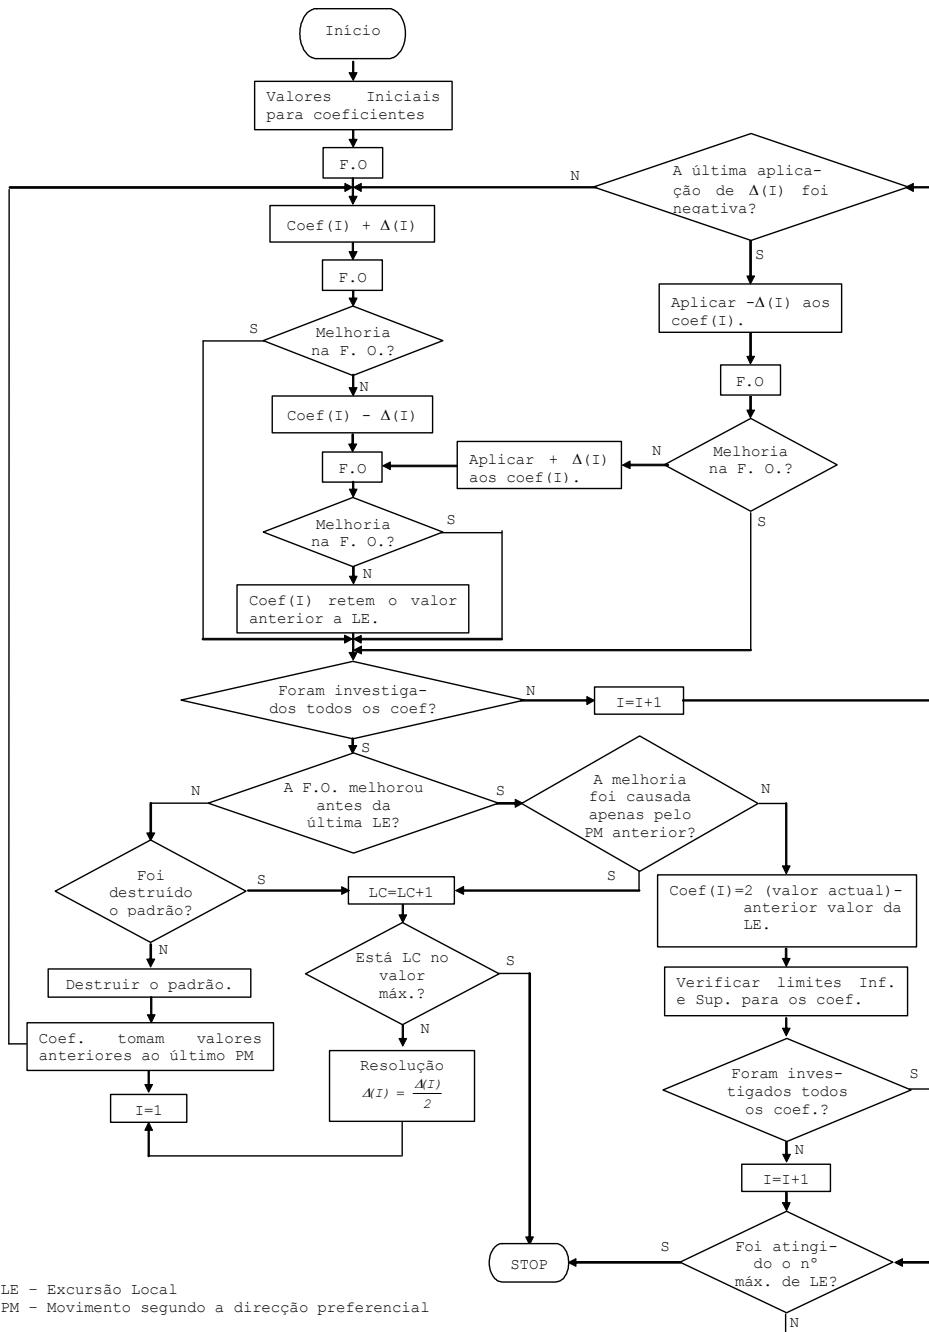 Início
Valores Iniciais
para coeficientes
F.O
N
A última aplica-
ção de Δ(I) foi
negativa?
S
Coef(I) + Δ(I)
F.O
Aplicar -Δ(I) aos
coef(I).
S
Melhoria
na F. O.?
N
F.O
Coef(I) - Δ(I)
F.O
Aplicar + Δ(I)
aos coef(I).
N
Melhoria
na F. O.?
S
Melhoria
na F. O.?
S
N
Coef(I) retem o valor
anterior a LE.
Foram investiga-
dos todos os coef?
N
I=I+1
S
N
A F.O. melhorou
antes da
última LE?
S
A melhoria
foi causada
apenas pelo
PM anterior?
N
S
Foi
destruído
o padrão?
S
N
LC=LC+1
Coef(I)=2 (valor actual)-
anterior valor da
LE.
Está LC no
valor
máx.?
S
N
Destruir o padrão.
Verificar limites Inf.
e Sup. para os coef.
Coef. tomam valores
anteriores ao último PM
Resolução
Δ(I) = Δ(I)/2
I=1
Foram inves-
tigados todos
os coef.?
S
N
I=I+1
Foi atingi-
do o nº
máx. de LE?
S
N
STOP
LE - Excursão Local
PM - Movimento segundo a direcção preferencial